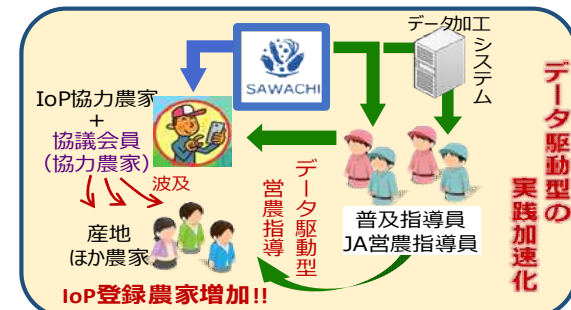 データ加工
システム
SAWACHI
IoP協力農家
+
協議会員
(協力農家)
波及
産地
ほか農家
データ駆動型
営農指導
普及指導員
JA営農指導員
データ駆動型の
実践加速化
IoP登録農家増加!!